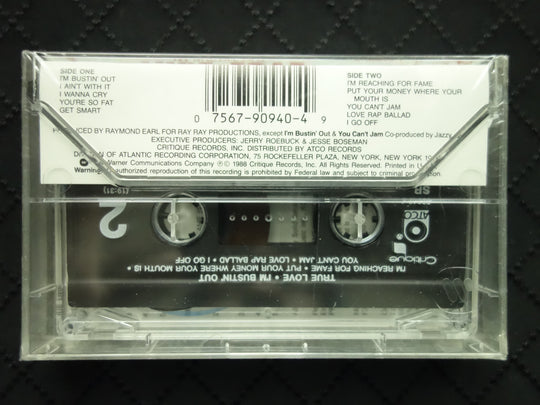 SIDE ONE
I'M BUSTIN' OUT
I AIN'T WITH IT
I WANNA CRY
YOU'RE SO FAT
GET SMART
SIDE TWO
I'M REACHING FOR FAME
PUT YOUR MONEY WHERE YOUR
MOUTH IS
YOU CAN'T JAM
LOVE RAP BALLAD
I GO OFF
0 7567-90940-4 9
PRODUCED BY RAYMOND EARL FOR RAY RAY PRODUCTIONS, except I'm Bustin' Out & You Can't Jam Co-produced by Jazzy
EXECUTIVE PRODUCERS: JERRY ROEBUCK & JESSE BOSEMAN
CRITIQUE RECORDS, INC. DISTRIBUTED BY ATCO RECORDS
OF ATLANTIC RECORDING CORPORATION, 75 ROCKEFELLER PLAZA, NEW YORK, NEW YORK
Warner Communications Company ℗ © 1988 Critique Records, Inc. All Rights Reserved. Printed in
Unauthorized reproduction of this recording is prohibited by Federal law and subject to criminal prosecution.
2
ATCO
Critique
TRUE LOVE • I'M BUSTIN' OUT
I'M REACHING FOR FAME • PUT YOUR MONEY WHERE YOUR MOUTH IS •
YOU CAN'T JAM • LOVE RAP BALLAD • I GO OFF